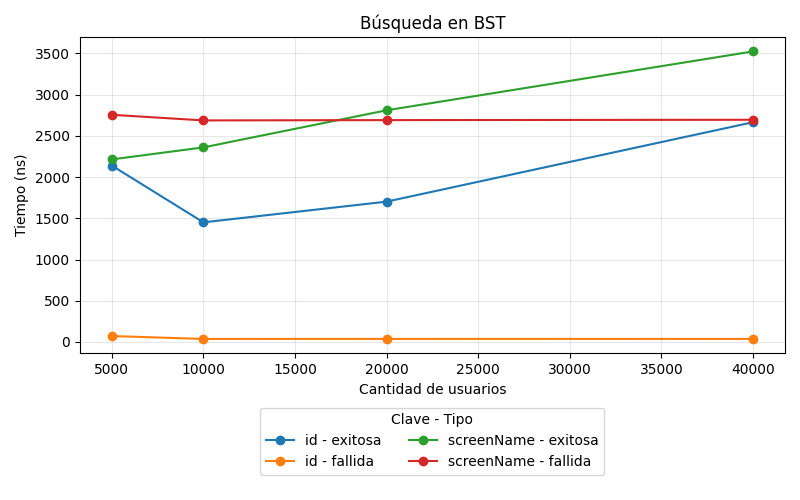 Búsqueda en BST
Tiempo (ns)
3500
3000
2500
2000
1500
1000
500
0
5000 10000 15000 20000 25000 30000 35000 40000
Cantidad de usuarios
Clave - Tipo
id - exitosa screenName - exitosa
id - fallida screenName - fallida